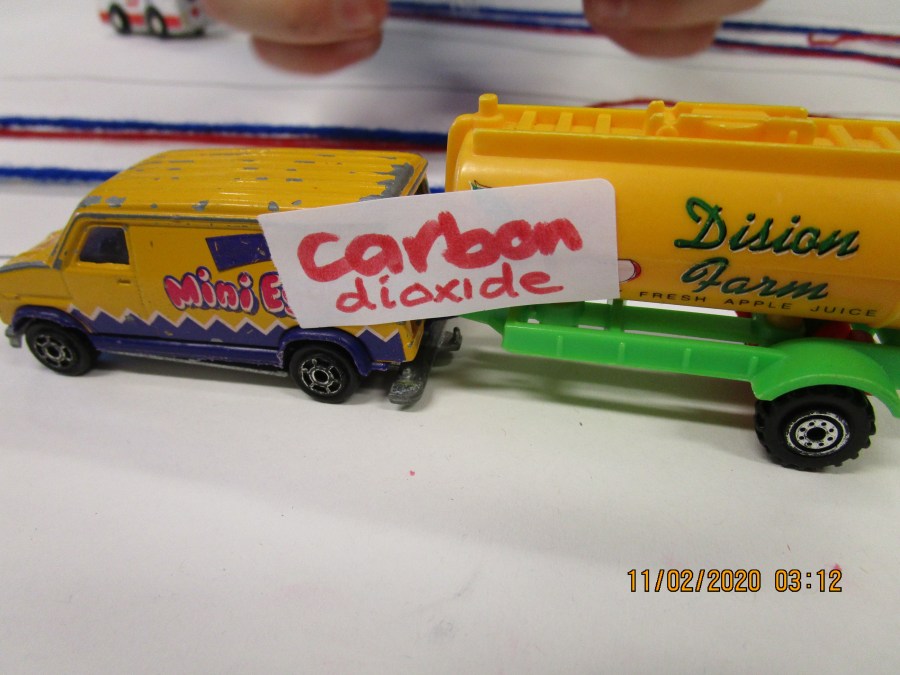 Mini
carbon
dioxide
Dision
Farm
FRESH APPLE JUICE
11/02/2020 03:12